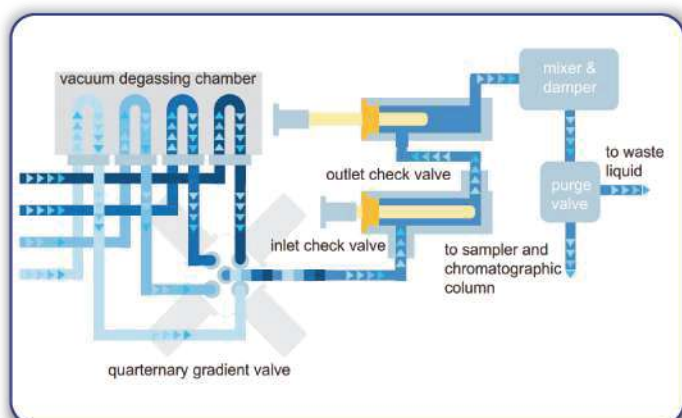 vacuum degassing chamber
mixer &
damper
to waste
liquid
outlet check valve
purge
valve
inlet check valve
to sampler and
chromatographic
column
quarternary gradient valve